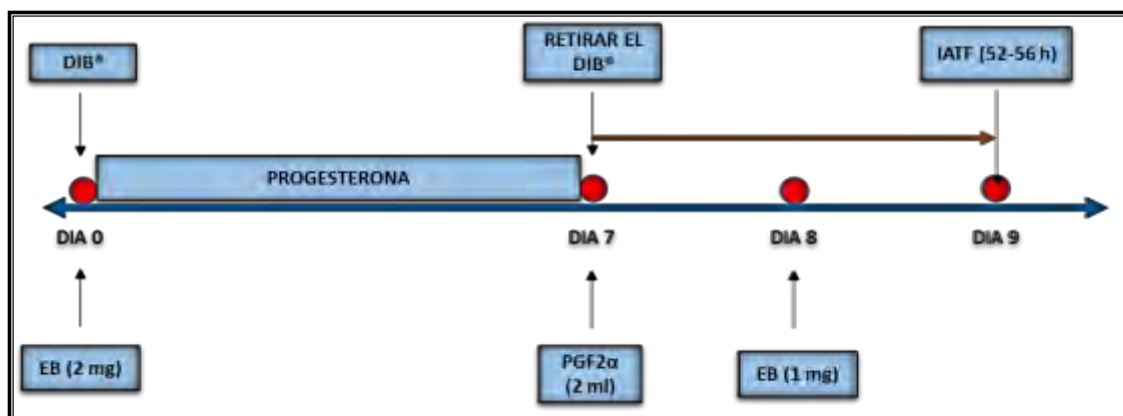 DIB®
RETIRAR EL
DIB®
IATF (52-56 h)
PROGESTERONA
DIA 0
DIA 7
DIA 8
DIA 9
EB (2 mg)
PGF2α
(2 ml)
EB (1 mg)